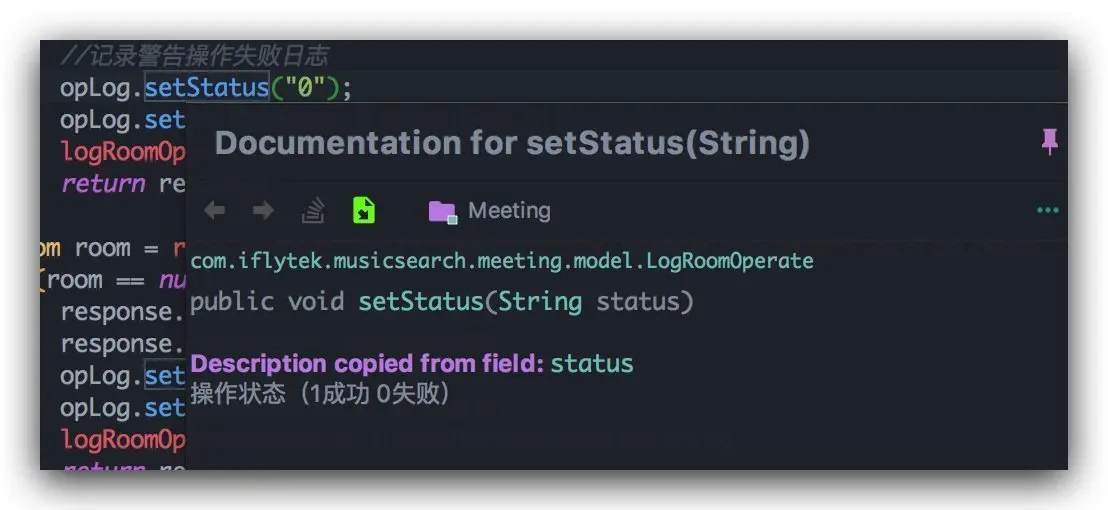 //记录警告操作失败日志
opLog.setStatus("0");
opLog.set
Documentation for setStatus(String)
logRoomOp
return re
Meeting
om room = r
com.iflytek.musicsearch.meeting.model.LogRoomOperate
(room == nu
public void setStatus(String status)
response.
response.
Description copied from field: status
opLog.set
操作状态（1成功 0失败）
opLog.set
logRoomOp
return re